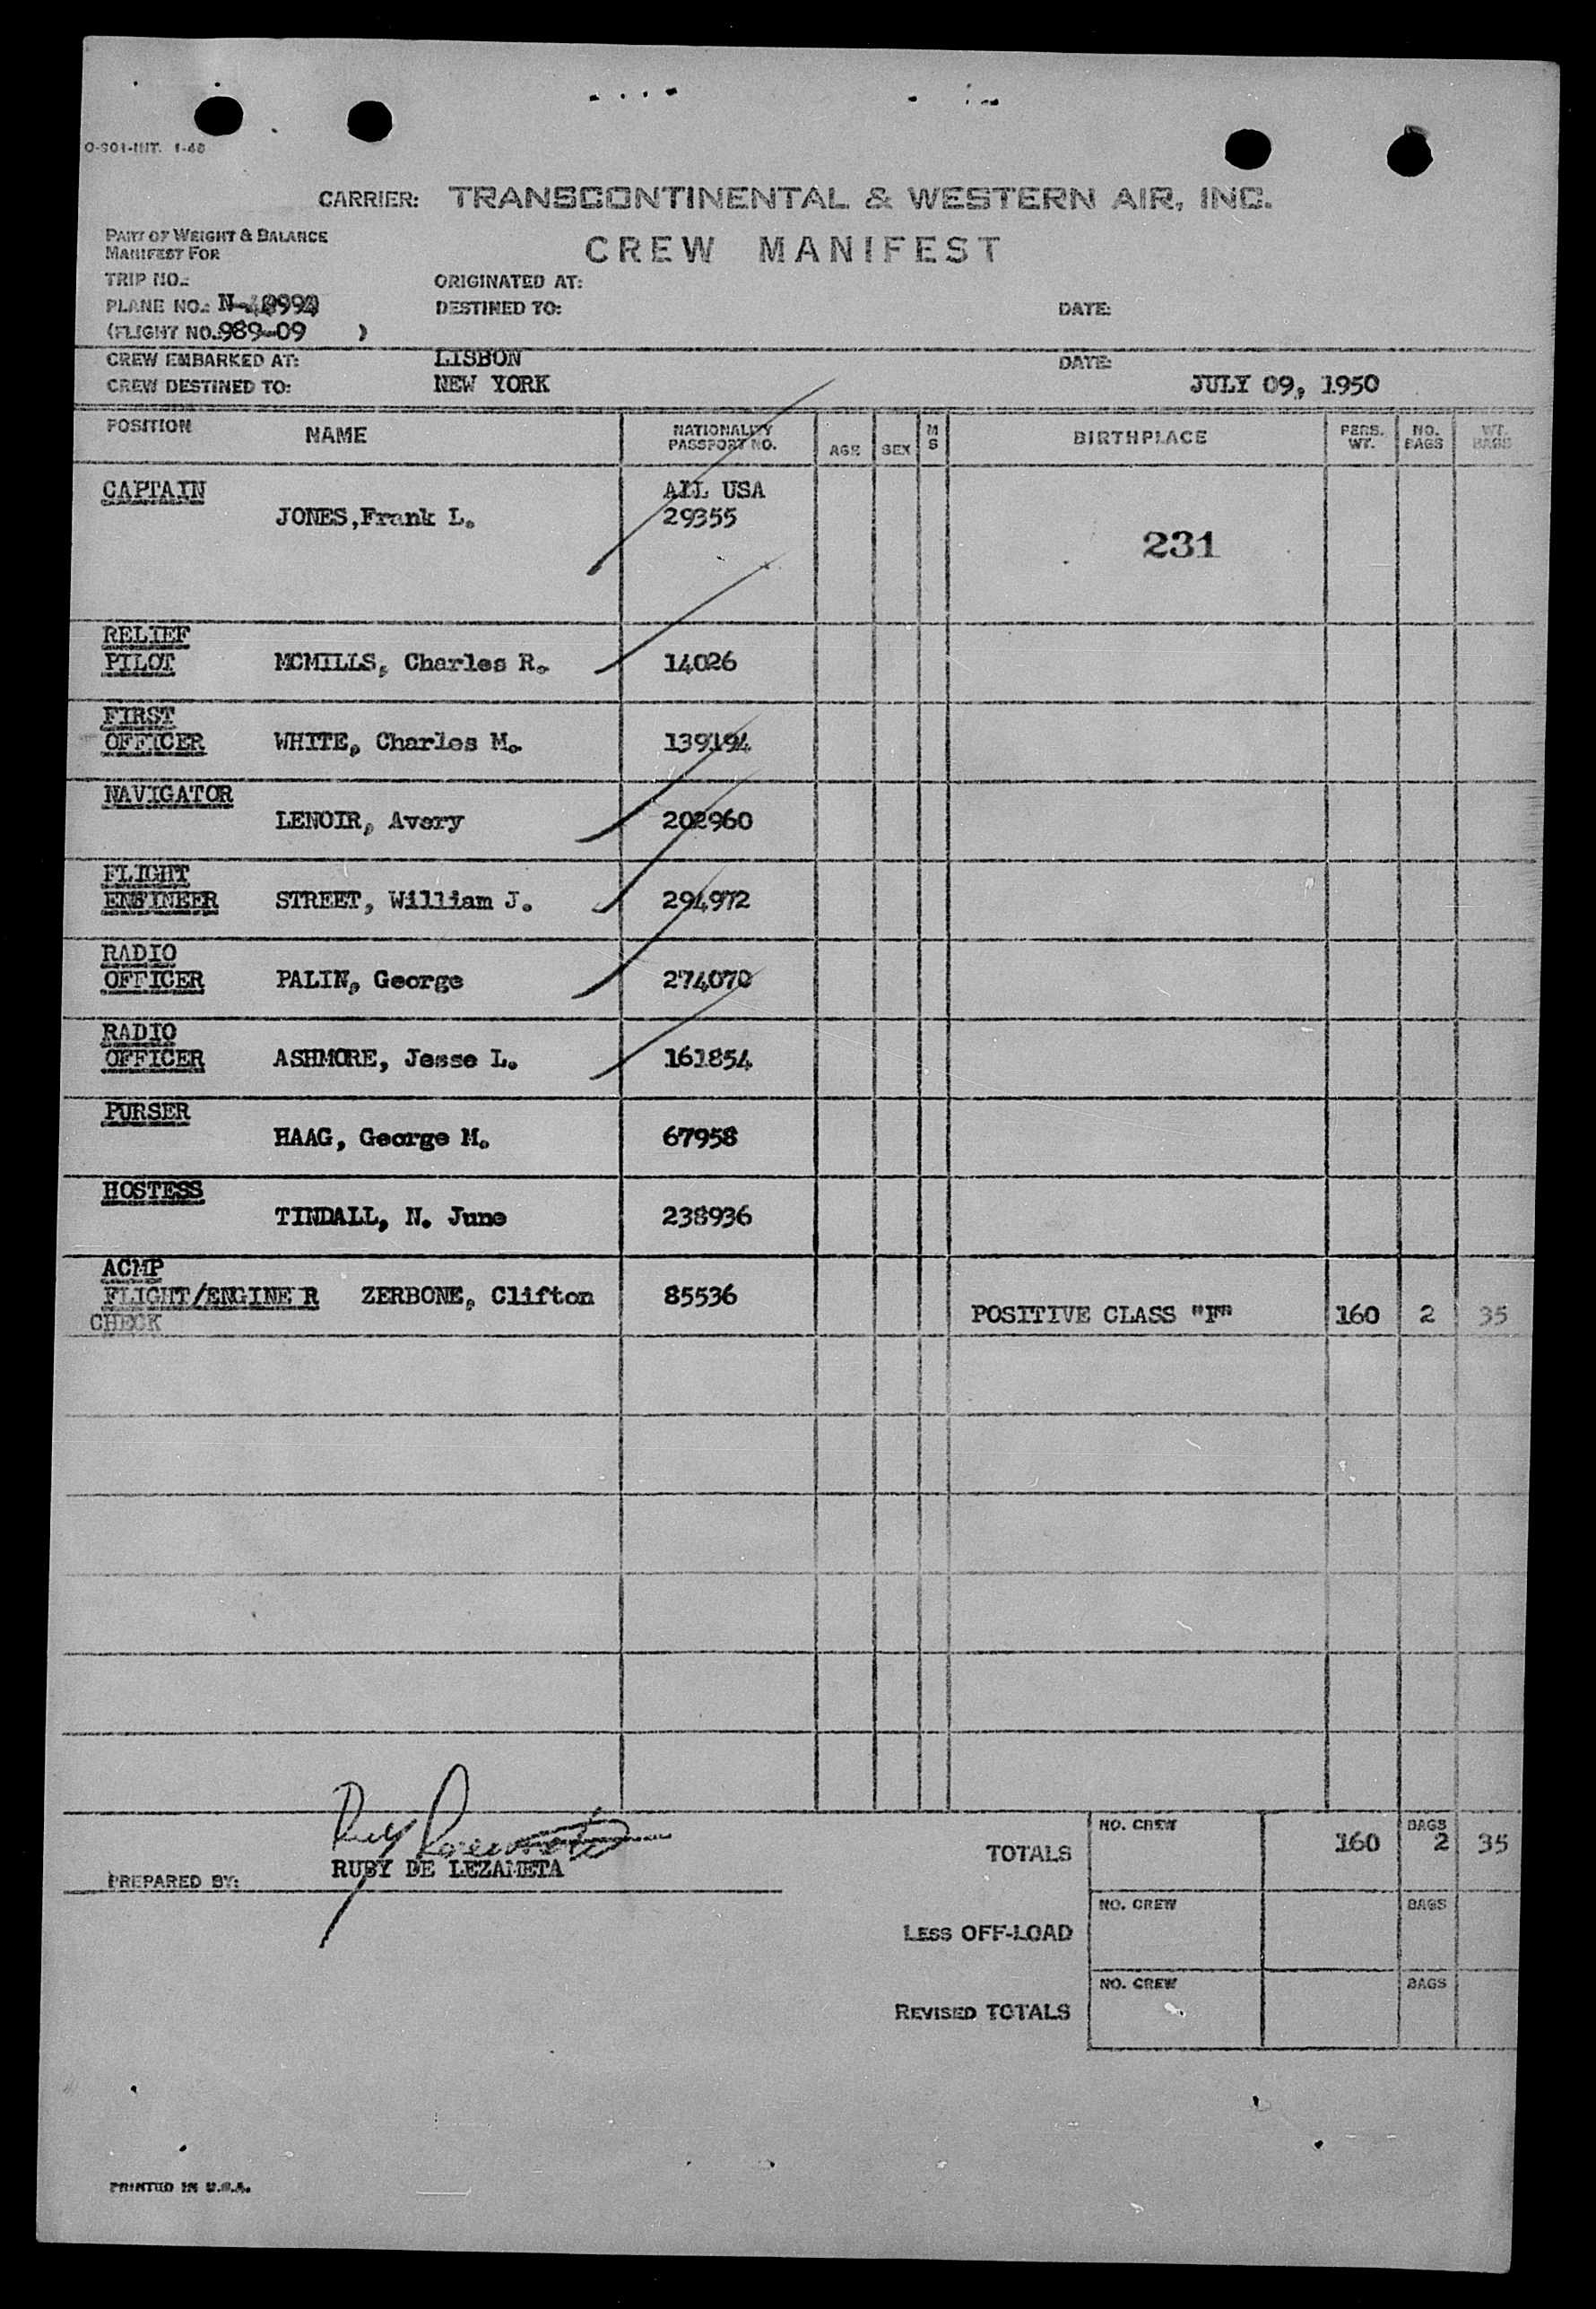 O-901-INT. 1-48
CARRIER: TRANSCONTINENTAL & WESTERN AIR, INC.
PART OF WEIGHT & BALANCE
MANIFEST FOR
CREW MANIFEST
TRIP NO.: ORIGINATED AT:
PLANE NO.: DESTINED TO: DATE:
(FLIGHT NO.: 989-09 )
CREW EMBARKED AT: LISBON DATE:
CREW DESTINED TO: NEW YORK JULY 09, 1950
POSITION NAME NATIONALITY PASSPORT NO. AGE SEX M S BIRTHPLACE PERS. WT. NO. BAGS WT. BAGS
CAPTAIN ALL USA
JONES,Frank L. 29355
231
RELIEF
PILOT MCMILLS, Charles R. 14026
FIRST
OFFICER WHITE, Charles M. 139194
NAVIGATOR
LENOIR, Avery 202960
FLIGHT
ENGINEER STREET, William J. 294972
RADIO
OFFICER PALIN, George 274070
RADIO
OFFICER ASHMORE, Jesse L. 161854
PURSER
HAAG, George M. 67958
HOSTESS
TINDALL, N. June 238936
ACMP
FLIGHT/ENGINE'R ZERBONE, Clifton 85536
CHECK POSITIVE CLASS "F" 160 2 35
NO. CREW BAGS
TOTALS 160 2 35
RUBY DE LEZAMETA
PREPARED BY:
NO. CREW BAGS
LESS OFF-LOAD
NO. CREW BAGS
REVISED TOTALS
PRINTED IN U.S.A.